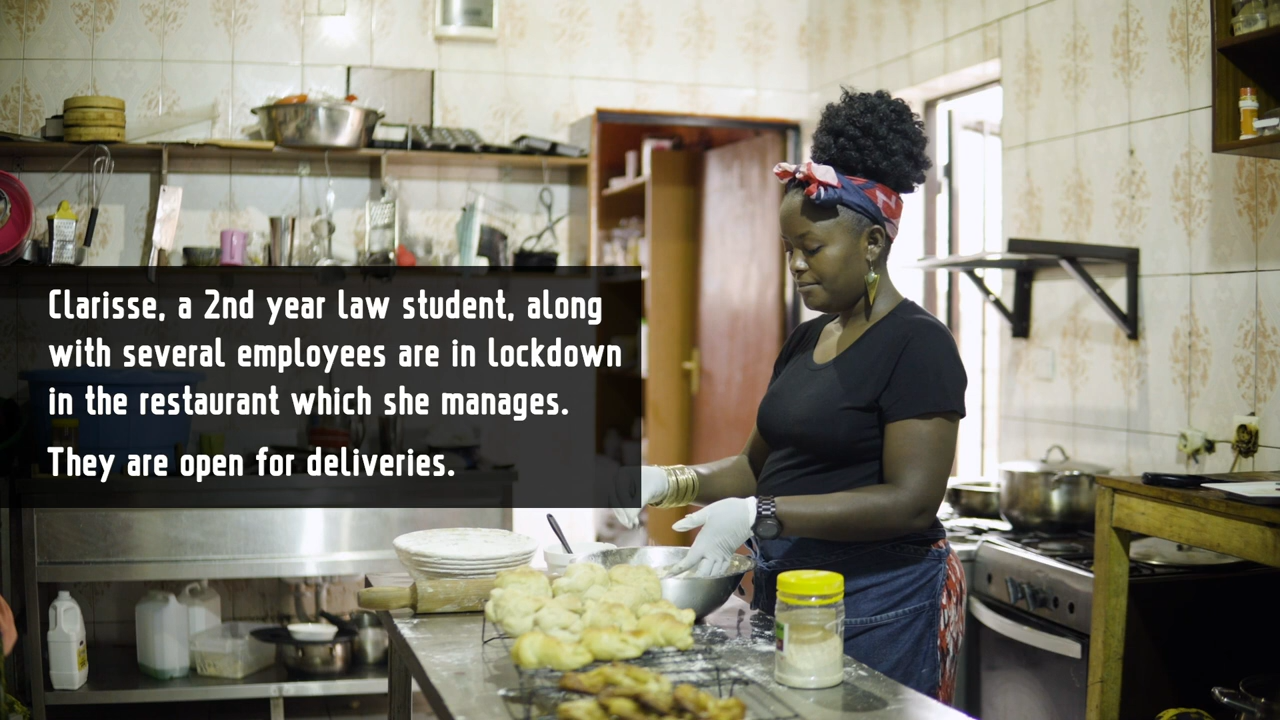 Clarisse, a 2nd year law student, along
with several employees are in lockdown
in the restaurant which she manages.
They are open for deliveries.